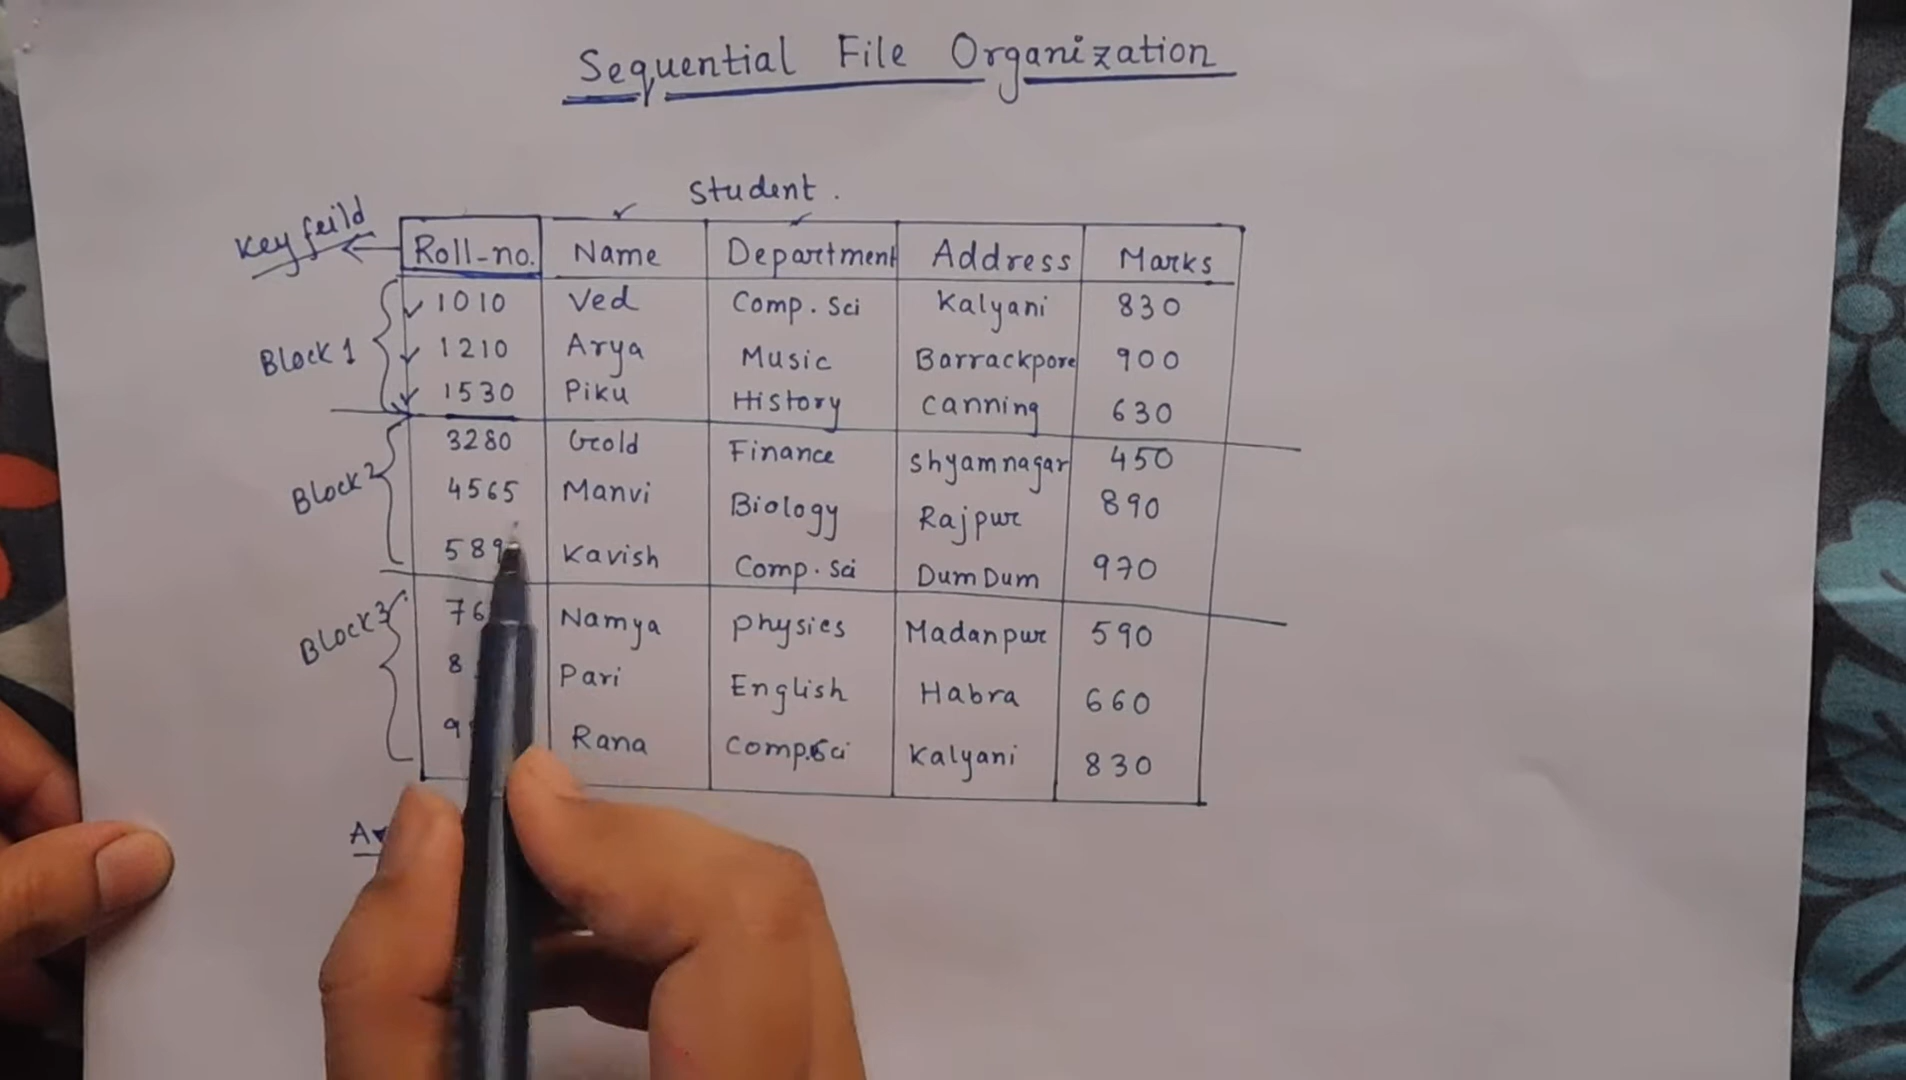 Sequential File Organization
Student.
Key feild
Roll-no. Name Department Address Marks
Block 1
1010 Ved Comp. Sci Kalyani 830
1210 Arya Music Barrackpore 900
1530 Piku History Canning 630
Block 2
3280 Gold Finance Shyamnagar 450
4565 Manvi Biology Rajpur 890
Kavish Comp. Sci DumDum 970
Block 3
Namya Physics Madanpur 590
Pari English Habra 660
Rana Comp.Sci Kalyani 830